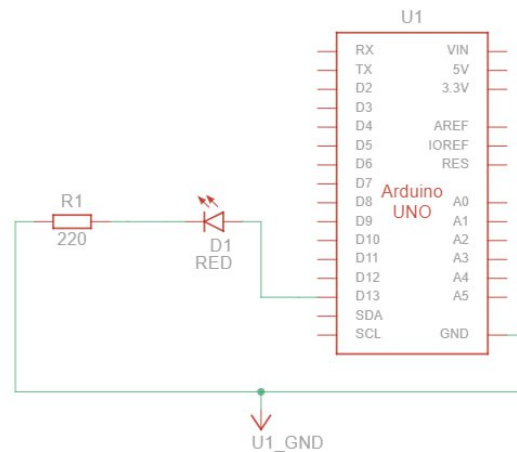 U1
RX VIN
TX 5V
D2 3.3V
D3
D4 AREF
D5 IOREF
D6 RES
D7
Arduino
UNO
D8 A0
D9 A1
D10 A2
D11 A3
D12 A4
D13 A5
SDA
SCL GND
R1
220
D1
RED
U1_GND